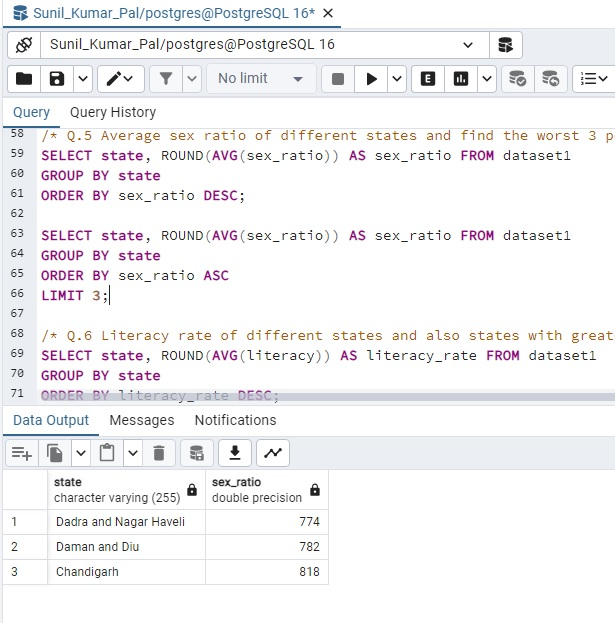 Sunil_Kumar_Pal/postgres@PostgreSQL 16*
Sunil_Kumar_Pal/postgres@PostgreSQL 16
No limit
Query Query History
58 /* Q.5 Average sex ratio of different states and find the worst 3 p
59 SELECT state, ROUND(AVG(sex_ratio)) AS sex_ratio FROM dataset1
60 GROUP BY state
61 ORDER BY sex_ratio DESC;
62
63 SELECT state, ROUND(AVG(sex_ratio)) AS sex_ratio FROM dataset1
64 GROUP BY state
65 ORDER BY sex_ratio ASC
66 LIMIT 3;
67
68 /* Q.6 Literacy rate of different states and also states with great
69 SELECT state, ROUND(AVG(literacy)) AS literacy_rate FROM dataset1
70 GROUP BY state
71 ORDER BY literacy_rate DESC;
Data Output Messages Notifications
state sex_ratio
character varying (255) double precision
1 Dadra and Nagar Haveli 774
2 Daman and Diu 782
3 Chandigarh 818